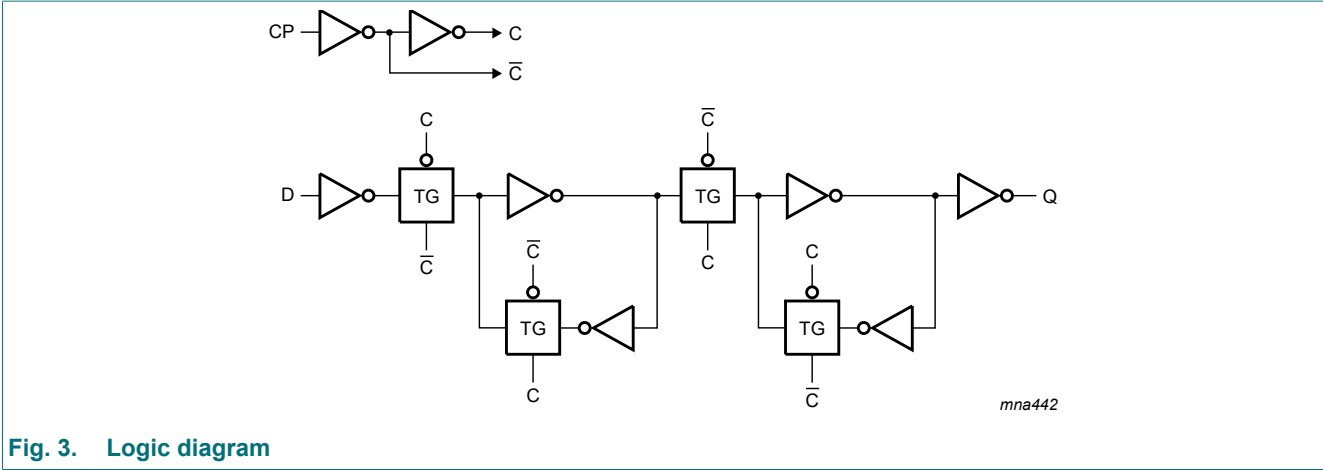 CP
C
C̅
C
C̅
D
TG
TG
Q
C̅
C̅
C
C
TG
TG
C
C̅
mna442
Fig. 3. Logic diagram